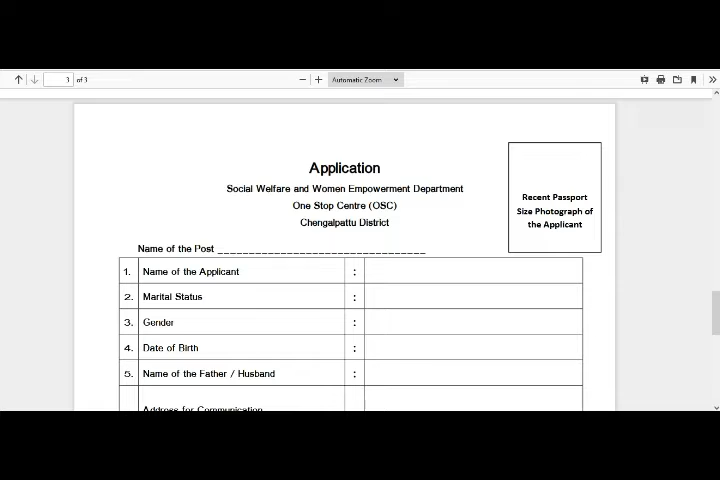 3 of 3
Automatic Zoom
Application
Social Welfare and Women Empowerment Department
One Stop Centre (OSC)
Chengalpattu District
Recent Passport
Size Photograph of
the Applicant
Name of the Post _________________________________
1. Name of the Applicant :
2. Marital Status :
3. Gender :
4. Date of Birth :
5. Name of the Father / Husband :
Address for Communication